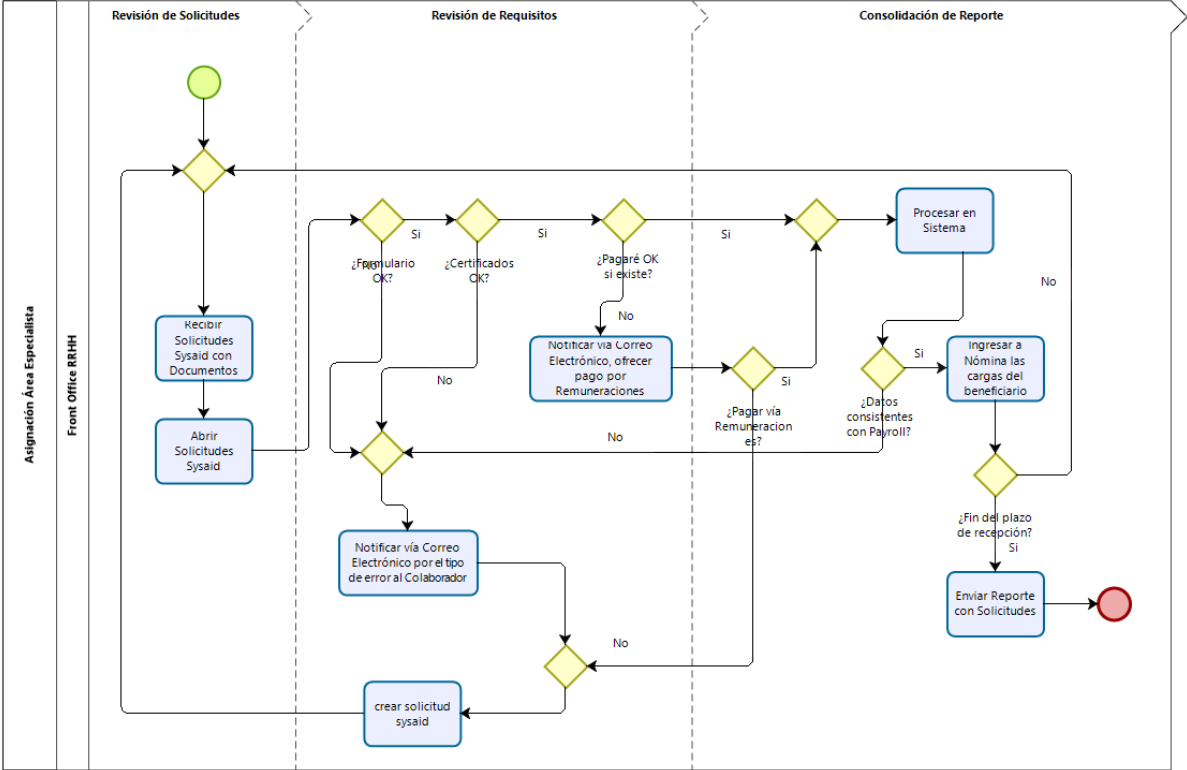 Revisión de Solicitudes
Revisión de Requisitos
Consolidación de Reporte
Asignación Área Especialista
Front Office RRHH
Recibir
Solicitudes
Sysaid con
Documentos
Abrir
Solicitudes
Sysaid
¿Formulario
OK?
No
Si
¿Certificados
OK?
No
Si
¿Pagaré OK
si existe?
No
Si
Notificar vía Correo
Electrónico, ofrecer
pago por
Remuneraciones
¿Pagar vía
Remuneracion
es?
Si
No
Procesar en
Sistema
¿Datos
consistentes
con Payroll?
Si
No
Ingresar a
Nómina las
cargas del
beneficiario
No
¿Fin del plazo
de recepción?
Si
Enviar Reporte
con Solicitudes
Notificar vía Correo
Electrónico por el tipo
de error al Colaborador
crear solicitud
sysaid